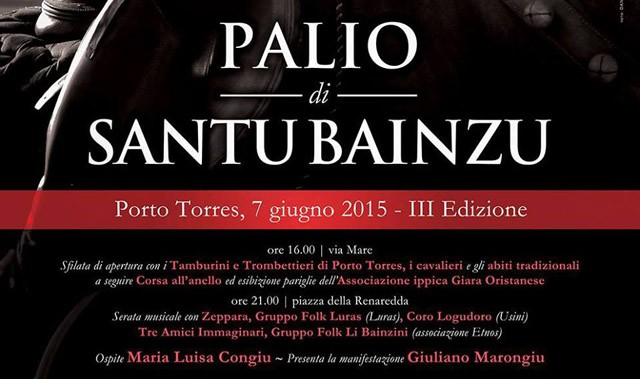 PALIO
di
SANTU BAINZU
Porto Torres, 7 giugno 2015 - III Edizione
ore 16.00 | via Mare
Sfilata di apertura con i Tamburini e Trombettieri di Porto Torres, i cavalieri e gli abiti tradizionali
a seguire Corsa all'anello ed esibizione pariglie dell'Associazione ippica Giara Oristanese
ore 21.00 | piazza della Renaredda
Serata musicale con Zeppara, Gruppo Folk Luras (Luras), Coro Logudoro (Usini)
Tre Amici Immaginari, Gruppo Folk Li Bainzini (associazione Etnos)
Ospite Maria Luisa Congiu ~ Presenta la manifestazione Giuliano Marongiu